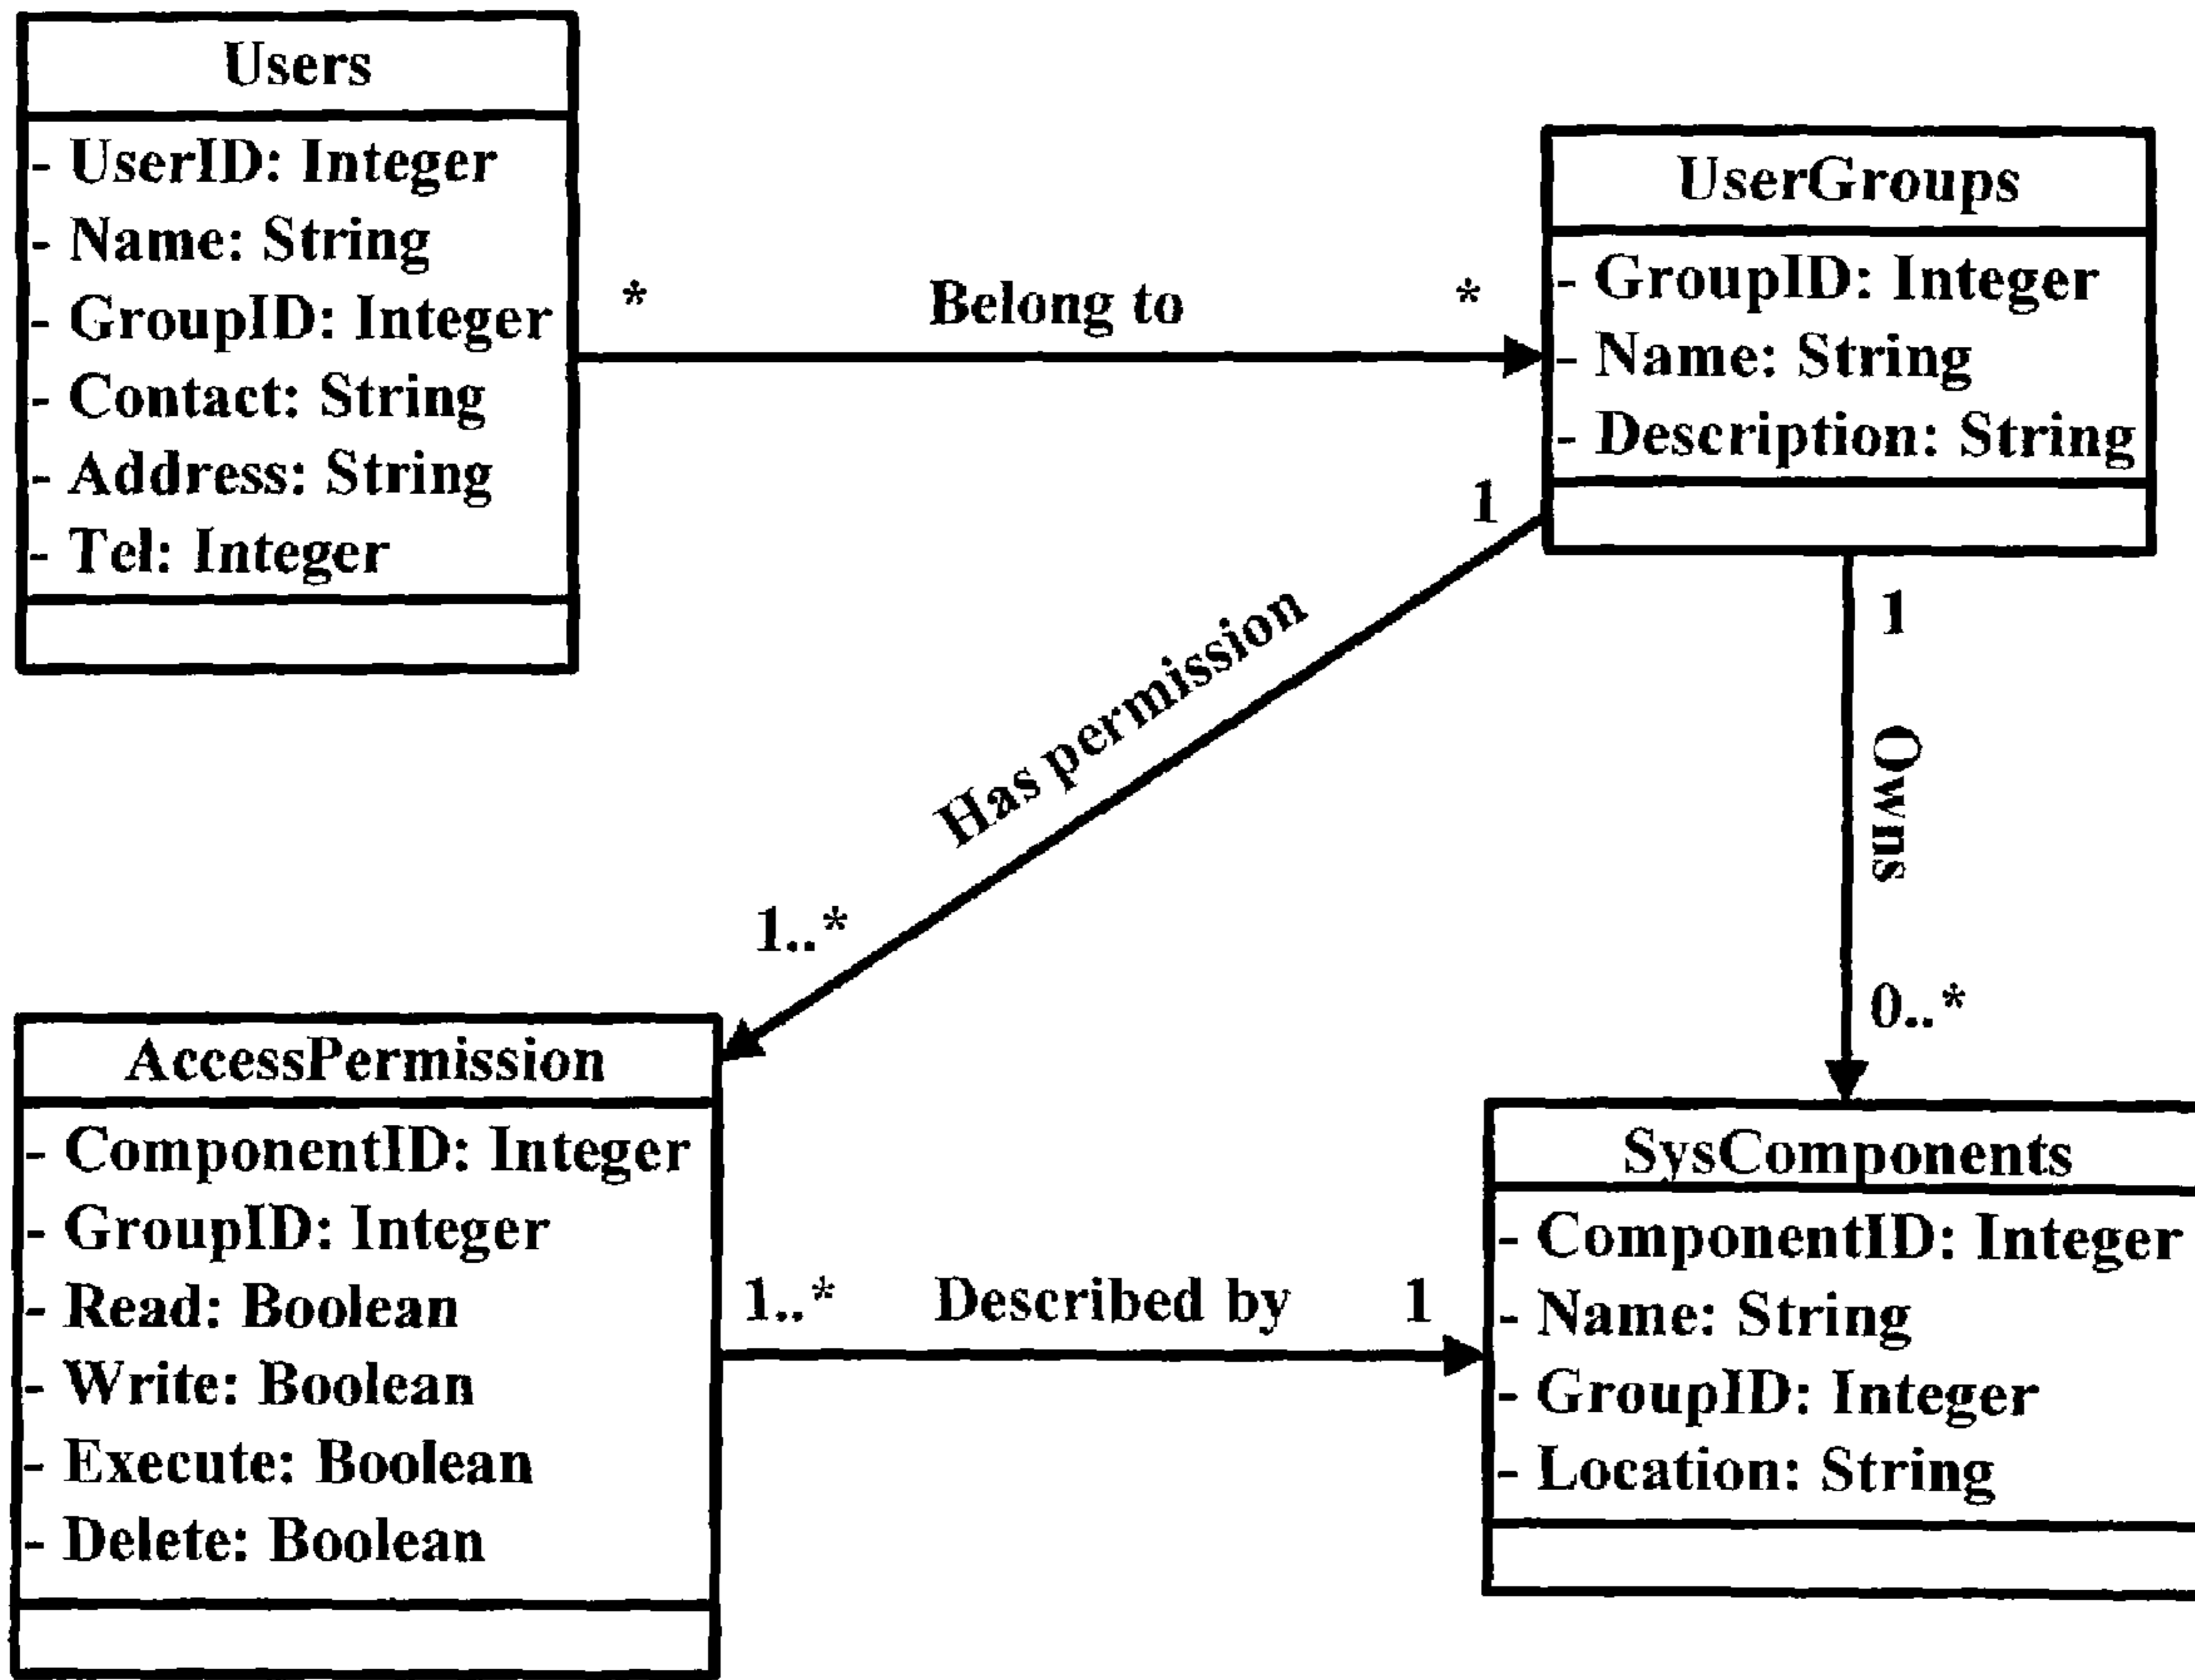 Users
- UserID: Integer
- Name: String
- GroupID: Integer
- Contact: String
- Address: String
- Tel: Integer
* Belong to *
UserGroups
- GroupID: Integer
- Name: String
- Description: String
1
Has permission
1..*
1
Owns
0..*
AccessPermission
- ComponentID: Integer
- GroupID: Integer
- Read: Boolean
- Write: Boolean
- Execute: Boolean
- Delete: Boolean
1..* Described by 1
SysComponents
- ComponentID: Integer
- Name: String
- GroupID: Integer
- Location: String